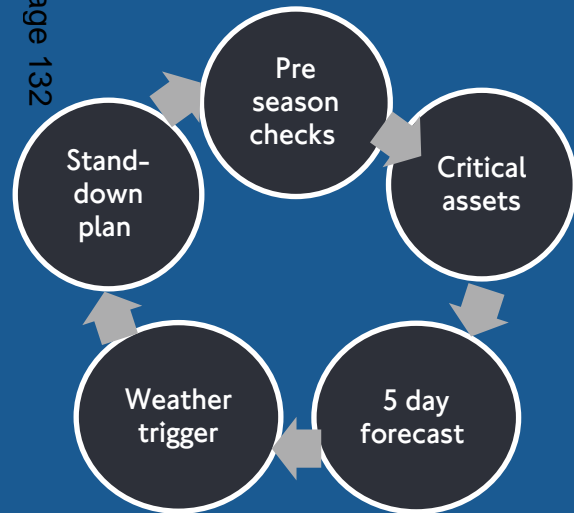 age 132
Pre
season
checks
Critical
assets
5 day
forecast
Weather
trigger
Stand-
down
plan